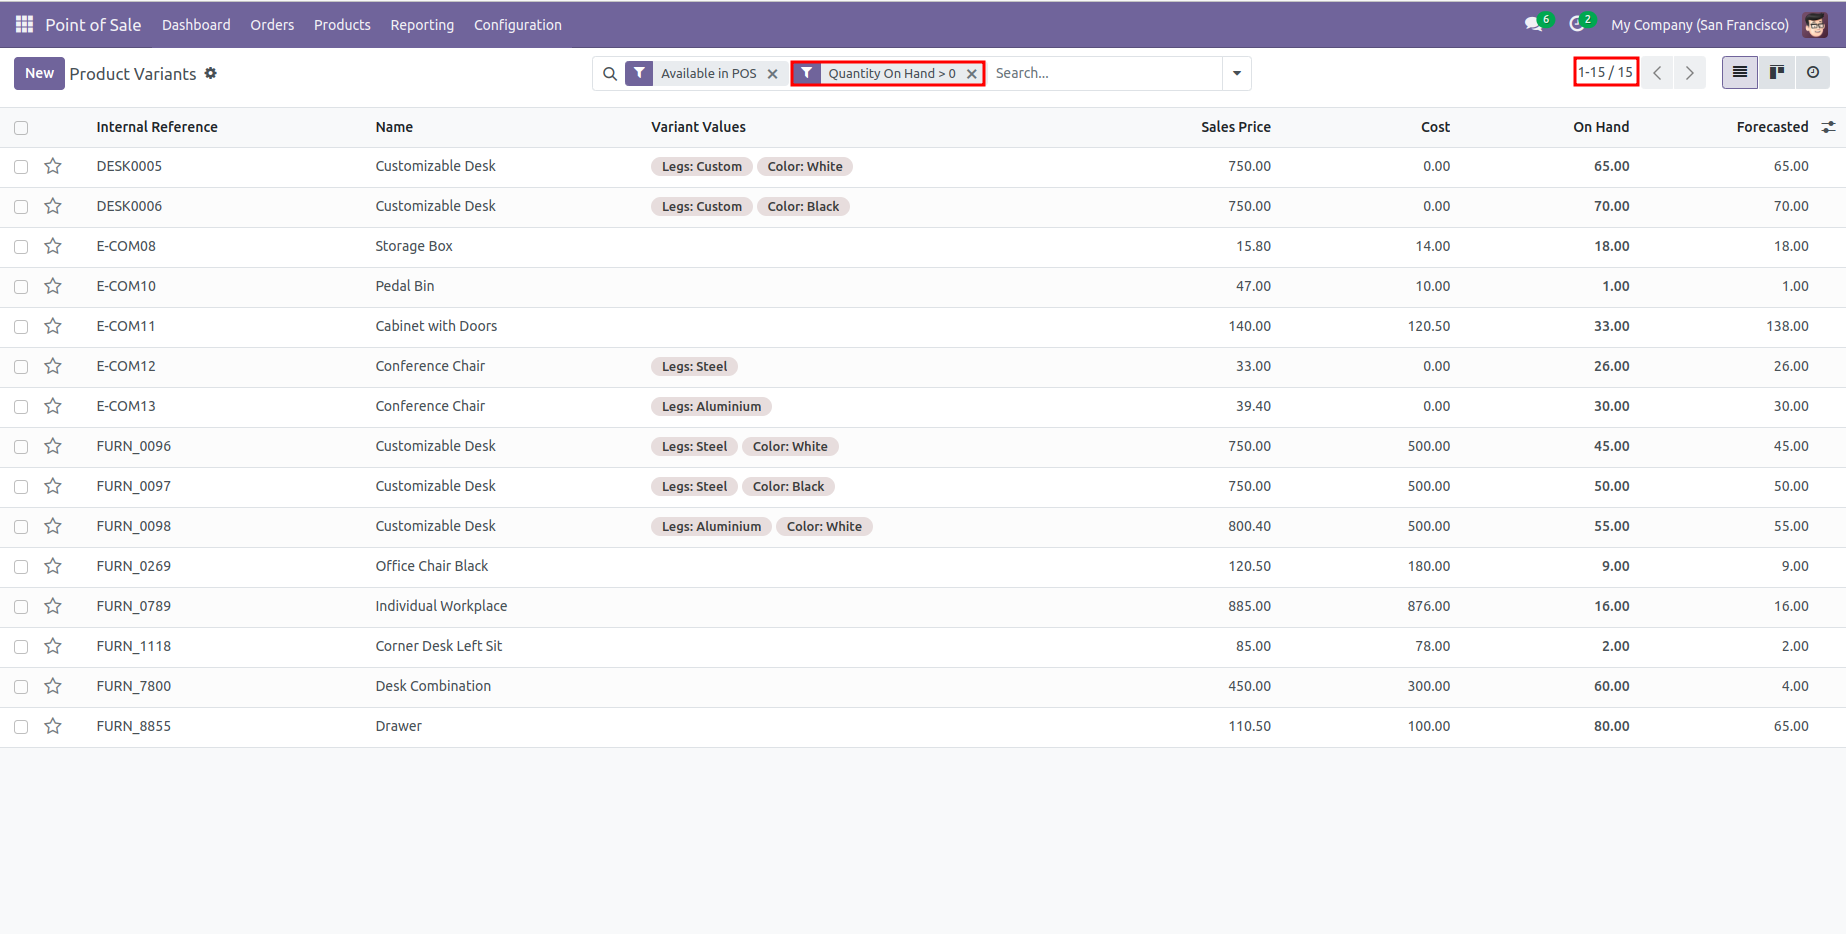 Point of Sale Dashboard Orders Products Reporting Configuration 6 2 My Company (San Francisco)
New Product Variants Available in POS Quantity On Hand > 0 Search... 1-15 / 15
Internal Reference Name Variant Values Sales Price Cost On Hand Forecasted
DESK0005 Customizable Desk Legs: Custom Color: White 750.00 0.00 65.00 65.00
DESK0006 Customizable Desk Legs: Custom Color: Black 750.00 0.00 70.00 70.00
E-COM08 Storage Box 15.80 14.00 18.00 18.00
E-COM10 Pedal Bin 47.00 10.00 1.00 1.00
E-COM11 Cabinet with Doors 140.00 120.50 33.00 138.00
E-COM12 Conference Chair Legs: Steel 33.00 0.00 26.00 26.00
E-COM13 Conference Chair Legs: Aluminium 39.40 0.00 30.00 30.00
FURN_0096 Customizable Desk Legs: Steel Color: White 750.00 500.00 45.00 45.00
FURN_0097 Customizable Desk Legs: Steel Color: Black 750.00 500.00 50.00 50.00
FURN_0098 Customizable Desk Legs: Aluminium Color: White 800.40 500.00 55.00 55.00
FURN_0269 Office Chair Black 120.50 180.00 9.00 9.00
FURN_0789 Individual Workplace 885.00 876.00 16.00 16.00
FURN_1118 Corner Desk Left Sit 85.00 78.00 2.00 2.00
FURN_7800 Desk Combination 450.00 300.00 60.00 4.00
FURN_8855 Drawer 110.50 100.00 80.00 65.00